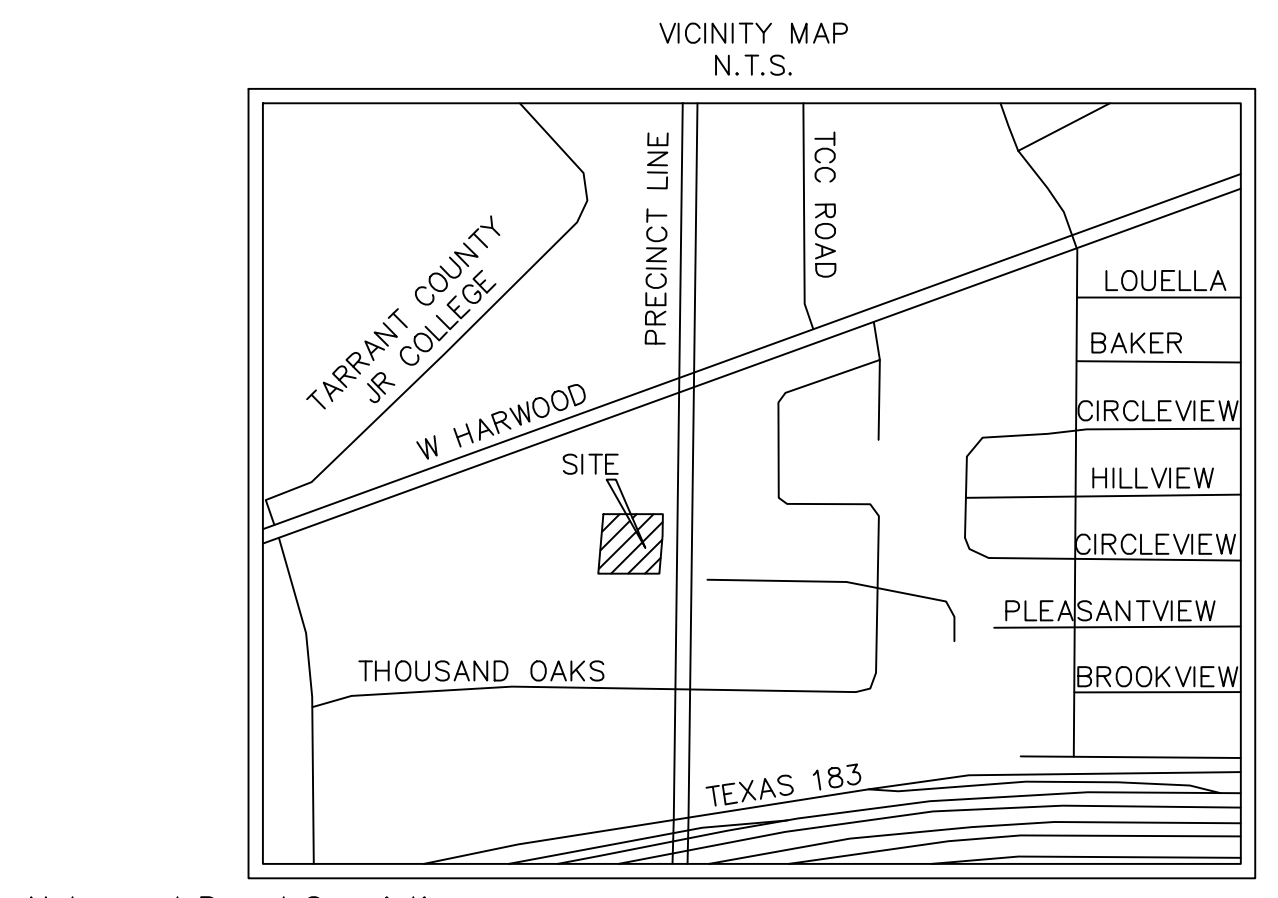 VICINITY MAP
N.T.S.
PRECINCT LINE
TCC ROAD
TARRANT COUNTY
JR COLLEGE
LOUELLA
BAKER
W HARWOOD
CIRCLEVIEW
SITE
HILLVIEW
CIRCLEVIEW
PLEASANTVIEW
THOUSAND OAKS
BROOKVIEW
TEXAS 183